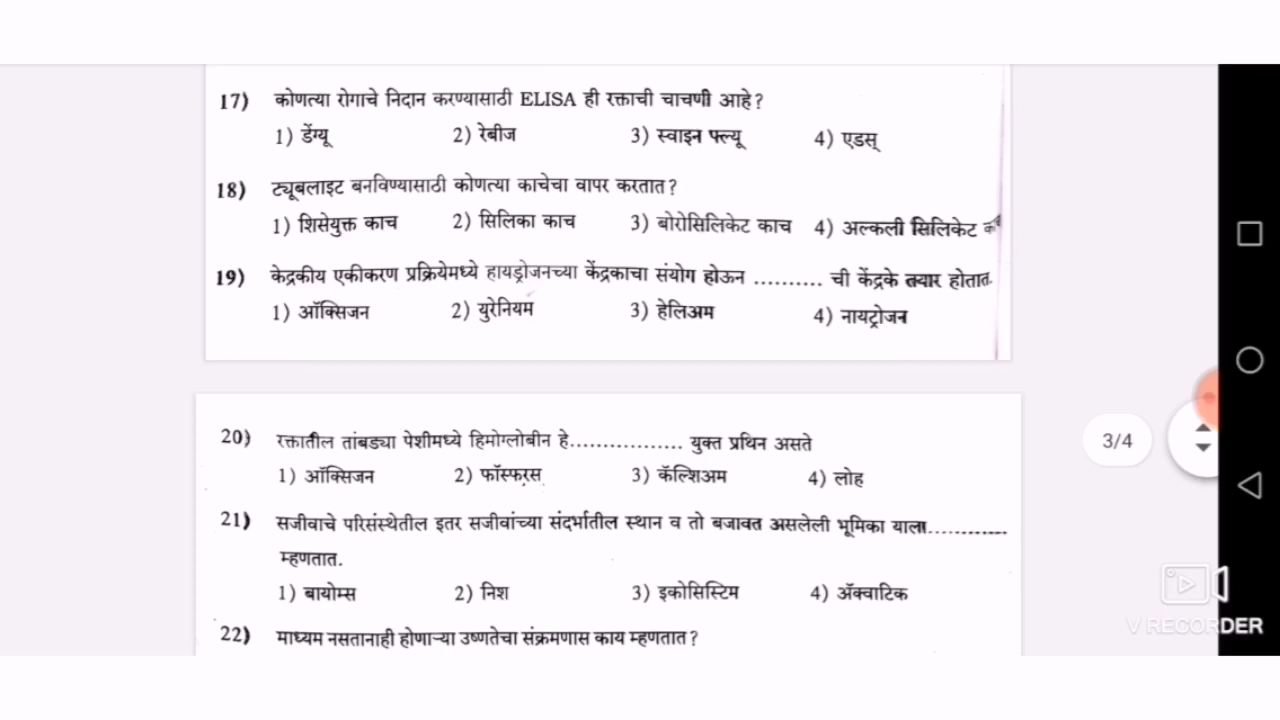 17) कोणत्या रोगाचे निदान करण्यासाठी ELISA ही रक्ताची चाचणी आहे?
1) डेंग्यू 2) रेबीज 3) स्वाइन फ्ल्यू 4) एडस्
18) ट्यूबलाइट बनविण्यासाठी कोणत्या काचेचा वापर करतात?
1) शिसेयुक्त काच 2) सिलिका काच 3) बोरोसिलिकेट काच 4) अल्कली सिलिकेट काच
19) केद्रकीय एकीकरण प्रक्रियेमध्ये हायड्रोजनच्या केंद्रकाचा संयोग होऊन .......... ची केंद्रके तयार होतात.
1) ऑक्सिजन 2) युरेनियम 3) हेलिअम 4) नायट्रोजन
20) रक्तातील तांबड्या पेशीमध्ये हिमोग्लोबीन हे................. युक्त प्रथिन असते
1) ऑक्सिजन 2) फॉस्फरस 3) कॅल्शिअम 4) लोह
3/4
21) सजीवाचे परिसंस्थेतील इतर सजीवांच्या संदर्भातील स्थान व तो बजावत असलेली भूमिका याला............
म्हणतात.
1) बायोम्स 2) निश 3) इकोसिस्टिम 4) ॲक्वाटिक
22) माध्यम नसतानाही होणाऱ्या उष्णतेचा संक्रमणास काय म्हणतात?
V RECORDER